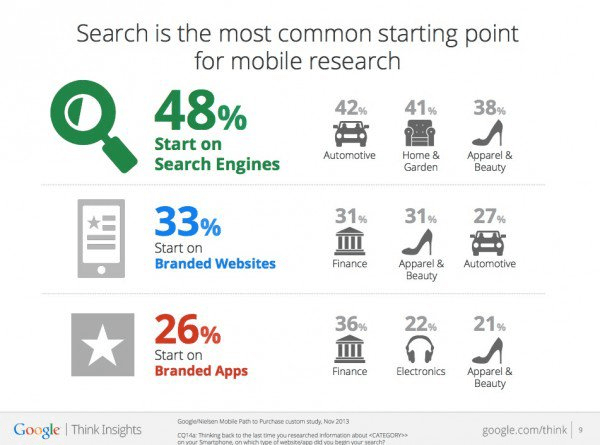 Search is the most common starting point
for mobile research
48%
Start on
Search Engines
42%
Automotive
41%
Home &
Garden
38%
Apparel &
Beauty
33%
Start on
Branded Websites
31%
Finance
31%
Apparel &
Beauty
27%
Automotive
26%
Start on
Branded Apps
36%
Finance
22%
Electronics
21%
Apparel &
Beauty
Google | Think Insights
Google/Nielsen Mobile Path to Purchase custom study, Nov 2013
CQ14a: Thinking back to the last time you researched information about <CATEGORY>>
on your Smartphone, on which type of website/app did you begin your search?
google.com/think | 9